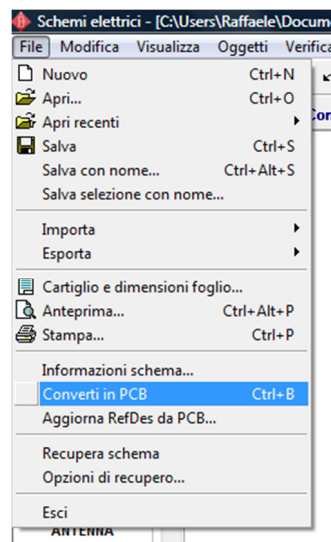 Schemi elettrici - [C:\Users\Raffaele\Docum
File Modifica Visualizza Oggetti Verifica
Nuovo Ctrl+N
Apri... Ctrl+O
Apri recenti
Salva Ctrl+S
Salva con nome... Ctrl+Alt+S
Salva selezione con nome...
Importa
Esporta
Cartiglio e dimensioni foglio...
Anteprima... Ctrl+Alt+P
Stampa... Ctrl+P
Informazioni schema...
Converti in PCB Ctrl+B
Aggiorna RefDes da PCB...
Recupera schema
Opzioni di recupero...
Esci
ANTENNA